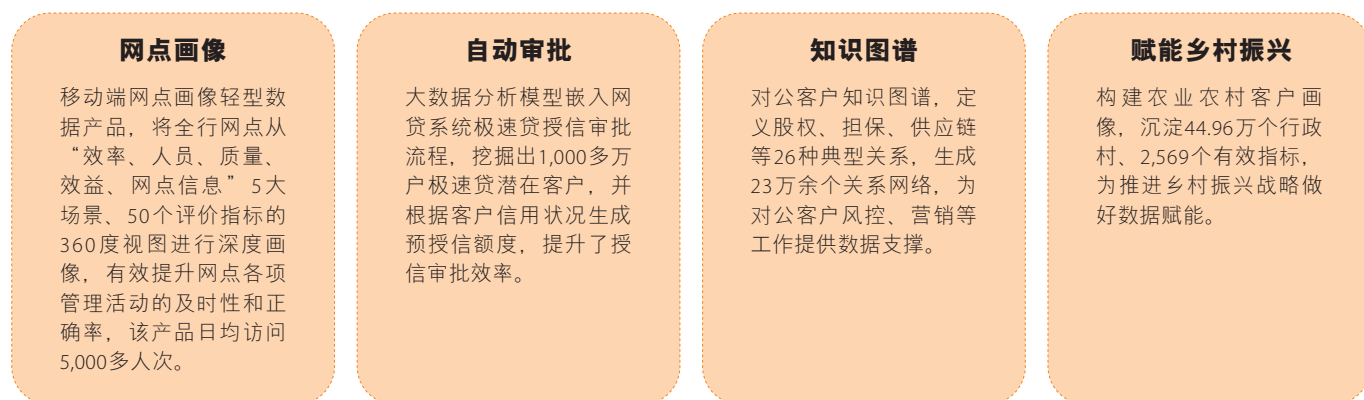 网点画像
移动端网点画像轻型数
据产品，将全行网点从
“效率、人员、质量、
效益、网点信息”5大
场景、50个评价指标的
360度视图进行深度画
像，有效提升网点各项
管理活动的及时性和正
确率，该产品日均访问
5,000多人次。
自动审批
大数据分析模型嵌入网
贷系统极速贷授信审批
流程，挖掘出1,000多万
户极速贷潜在客户，并
根据客户信用状况生成
预授信额度，提升了授
信审批效率。
知识图谱
对公客户知识图谱，定
义股权、担保、供应链
等26种典型关系，生成
23万余个关系网络，为
对公客户风控、营销等
工作提供数据支撑。
赋能乡村振兴
构建农业农村客户画
像，沉淀44.96万个行政
村、2,569个有效指标，
为推进乡村振兴战略做
好数据赋能。